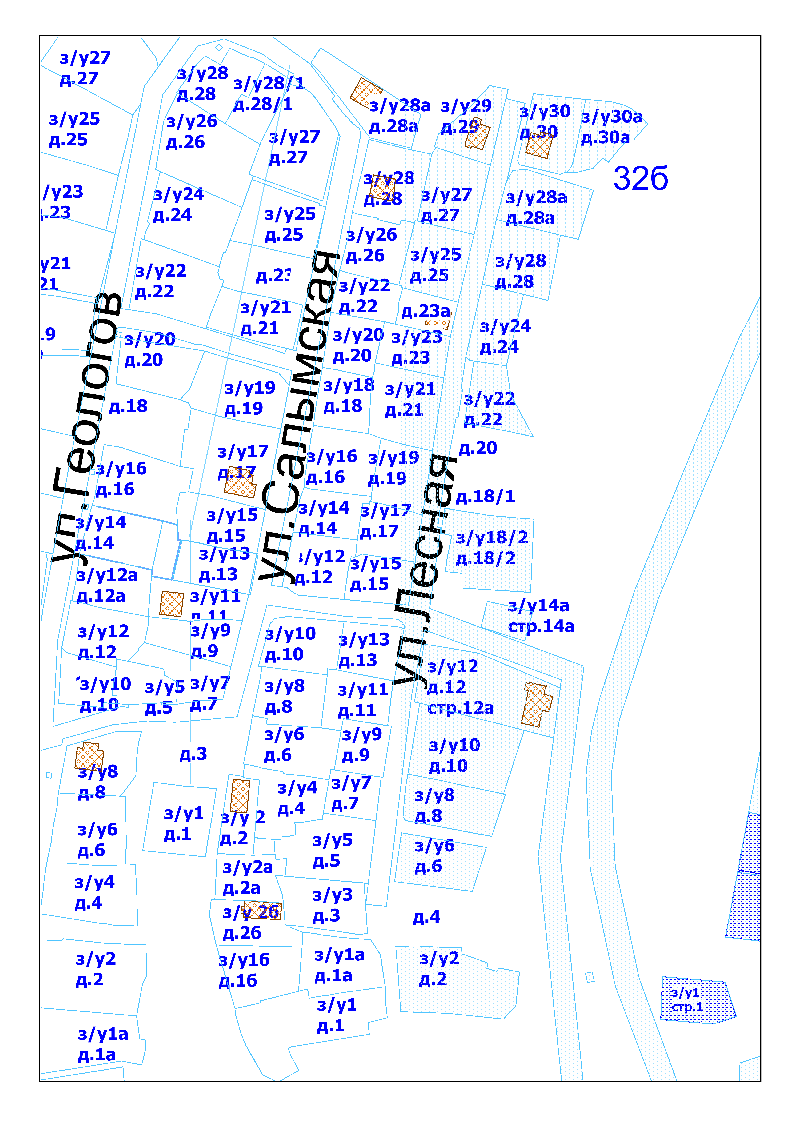 з/у27
д.27
з/у28
д.28
з/у28/1
д.28/1
з/у28а
д.28а
з/у29
д.29
з/у30
д.30
з/у30а
д.30а
з/у25
д.25
з/у26
д.26
з/у27
д.27
32б
з/у28
д.28
з/у27
д.27
з/у28а
д.28а
/у23
.23
з/у24
д.24
з/у25
д.25
з/у26
д.26
з/у25
д.25
з/у28
д.28
у21
21
з/у22
д.22
д.23
з/у22
д.22
з/у21
д.21
д.23а
з/у24
д.24
.19
з/у20
д.20
з/у20
д.20
з/у23
д.23
з/у19
д.19
з/у18
д.18
з/у21
д.21
з/у22
д.22
д.18
ул.Геологов
ул.Салымская
ул.Лесная
д.20
з/у16
д.16
з/у17
д.17
з/у16
д.16
з/у19
д.19
д.18/1
з/у14
д.14
з/у15
д.15
з/у14
д.14
з/у17
д.17
з/у18/2
д.18/2
з/у13
д.13
з/у12
д.12
з/у15
д.15
з/у12а
д.12а
з/у11
д.11
з/у14а
стр.14а
з/у12
д.12
з/у9
д.9
з/у10
д.10
з/у13
д.13
з/у12
д.12
стр.12а
з/у10
д.10
з/у5
д.5
з/у7
д.7
з/у8
д.8
з/у11
д.11
д.3
з/у6
д.6
з/у9
д.9
з/у10
д.10
з/у8
д.8
з/у4
д.4
з/у7
д.7
з/у8
д.8
з/у1
д.1
з/у 2
д.2
з/у6
д.6
з/у5
д.5
з/у6
д.6
з/у4
д.4
з/у2а
д.2а
з/у3
д.3
з/у 2б
д.2б
д.4
з/у2
д.2
з/у1б
д.1б
з/у1а
д.1а
з/у2
д.2
з/у1
д.1
з/у1
стр.1
з/у1а
д.1а